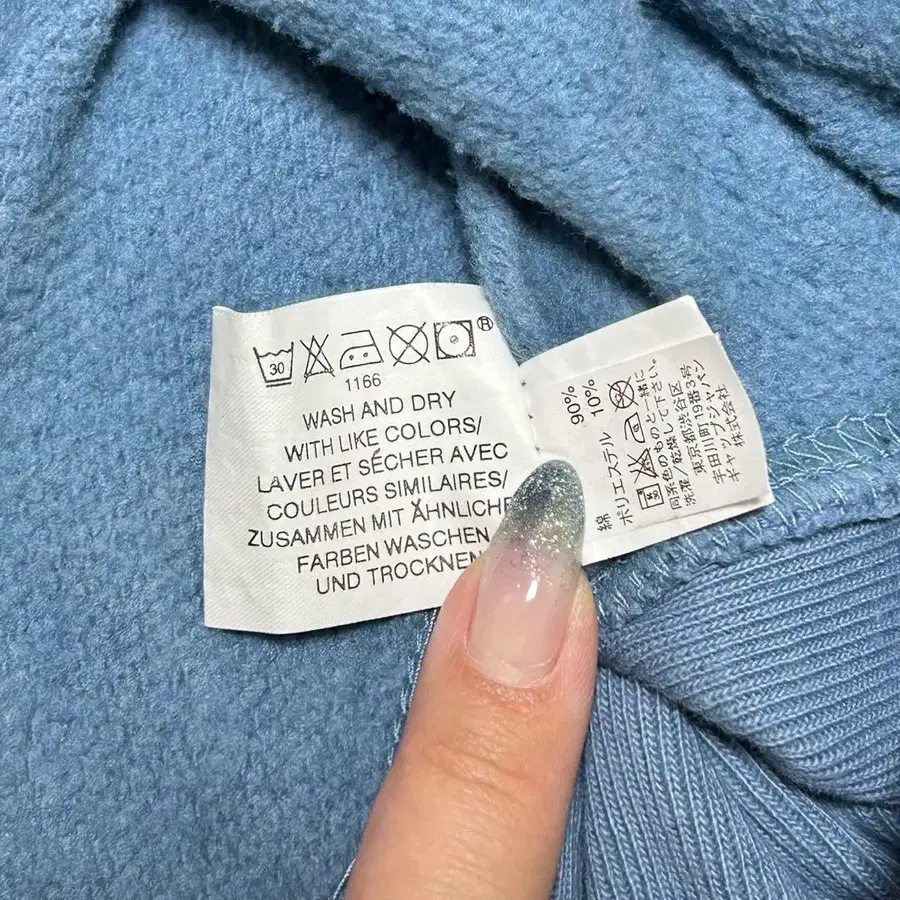 30
®
1166
WASH AND DRY
WITH LIKE COLORS/
LAVER ET SÉCHER AVEC
COULEURS SIMILAIRES/
ZUSAMMEN MIT ÄHNLICHE
FARBEN WASCHEN
UND TROCKNEN
綿 90%
ポリエステル 10%
30
同系色のものと一緒に
洗濯/乾燥して下さい。
東京都渋谷区
宇田川町19番3号
ギャップジャパン
株式会社